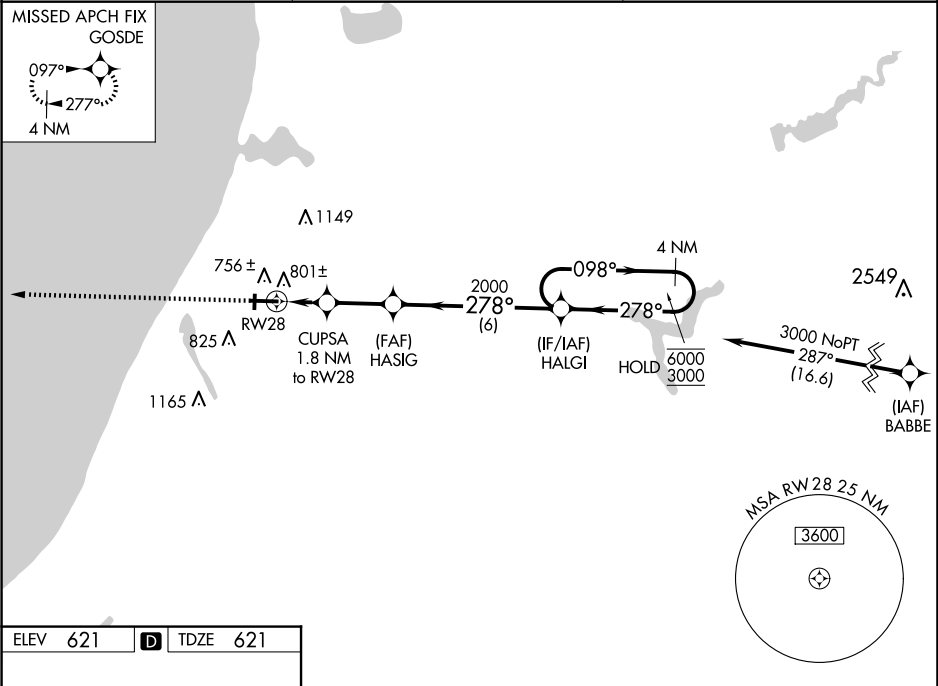 MISSED APCH FIX
GOSDE
097°
277°
4 NM
1149
756 ±
801±
RW28
825
1165
CUPSA
1.8 NM
to RW28
(FAF)
HASIG
2000
278°
(6)
(IF/IAF)
HALGI
098°
4 NM
278°
HOLD
6000
3000
2549
3000 NoPT
287°
(16.6)
(IAF)
BABBE
MSA RW28 25 NM
3600
ELEV 621 D TDZE 621